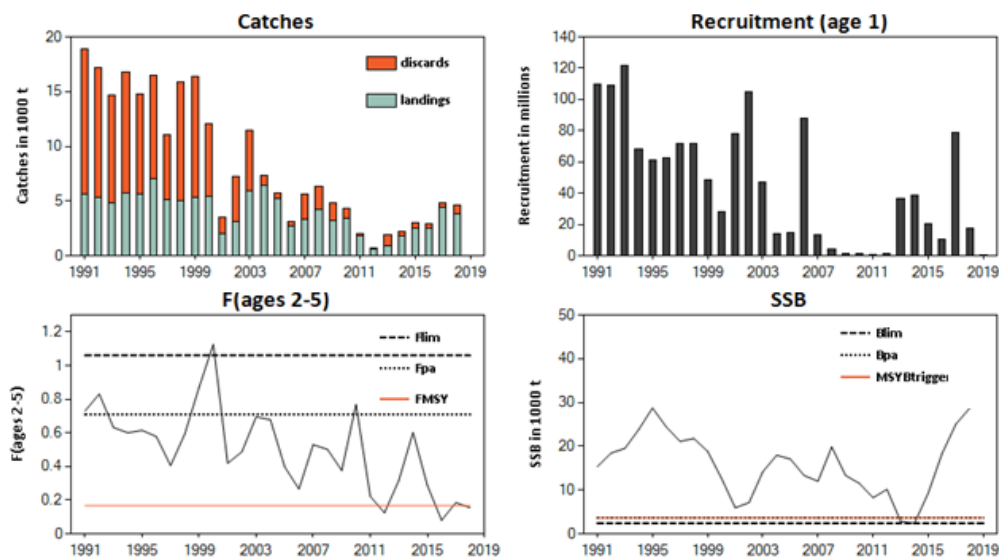 Catches
Catches in 1000 t
20
15
10
5
0
discards
landings
1991 1995 1999 2003 2007 2011 2015 2019
Recruitment (age 1)
Recruitment in millions
140
120
100
80
60
40
20
0
1991 1995 1999 2003 2007 2011 2015 2019
F(ages 2-5)
F(ages 2-5)
1.2
1
0.8
0.6
0.4
0.2
0
Flim
Fpa
FMSY
1991 1995 1999 2003 2007 2011 2015 2019
SSB
SSB in 1000 t
50
40
30
20
10
0
Blim
Bpa
MSYBtrigger
1991 1995 1999 2003 2007 2011 2015 2019